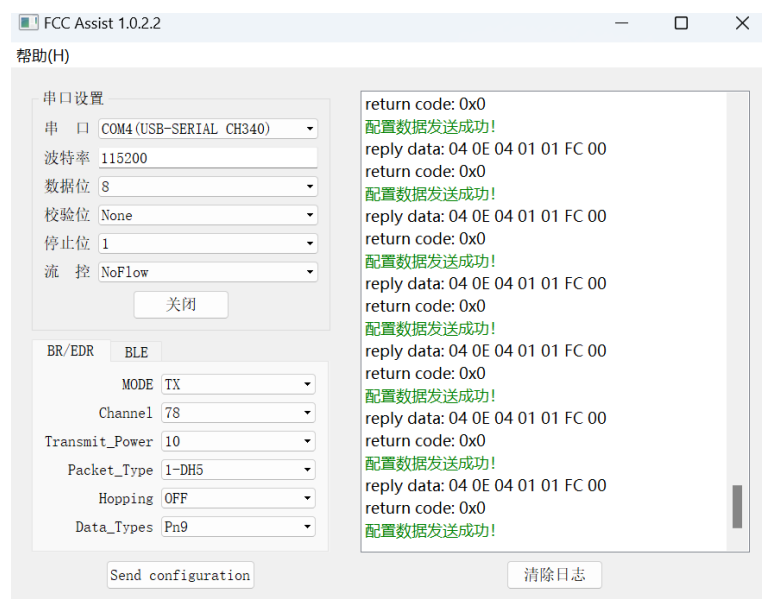 FCC Assist 1.0.2.2
帮助(H)
串口设置
串 口 COM4(USB-SERIAL CH340)
波特率 115200
数据位 8
校验位 None
停止位 1
流 控 NoFlow
关闭
BR/EDR BLE
MODE TX
Channel 78
Transmit_Power 10
Packet_Type 1-DH5
Hopping OFF
Data_Types Pn9
Send configuration
return code: 0x0
配置数据发送成功!
reply data: 04 0E 04 01 01 FC 00
return code: 0x0
配置数据发送成功!
reply data: 04 0E 04 01 01 FC 00
return code: 0x0
配置数据发送成功!
reply data: 04 0E 04 01 01 FC 00
return code: 0x0
配置数据发送成功!
reply data: 04 0E 04 01 01 FC 00
return code: 0x0
配置数据发送成功!
reply data: 04 0E 04 01 01 FC 00
return code: 0x0
配置数据发送成功!
reply data: 04 0E 04 01 01 FC 00
return code: 0x0
配置数据发送成功!
清除日志